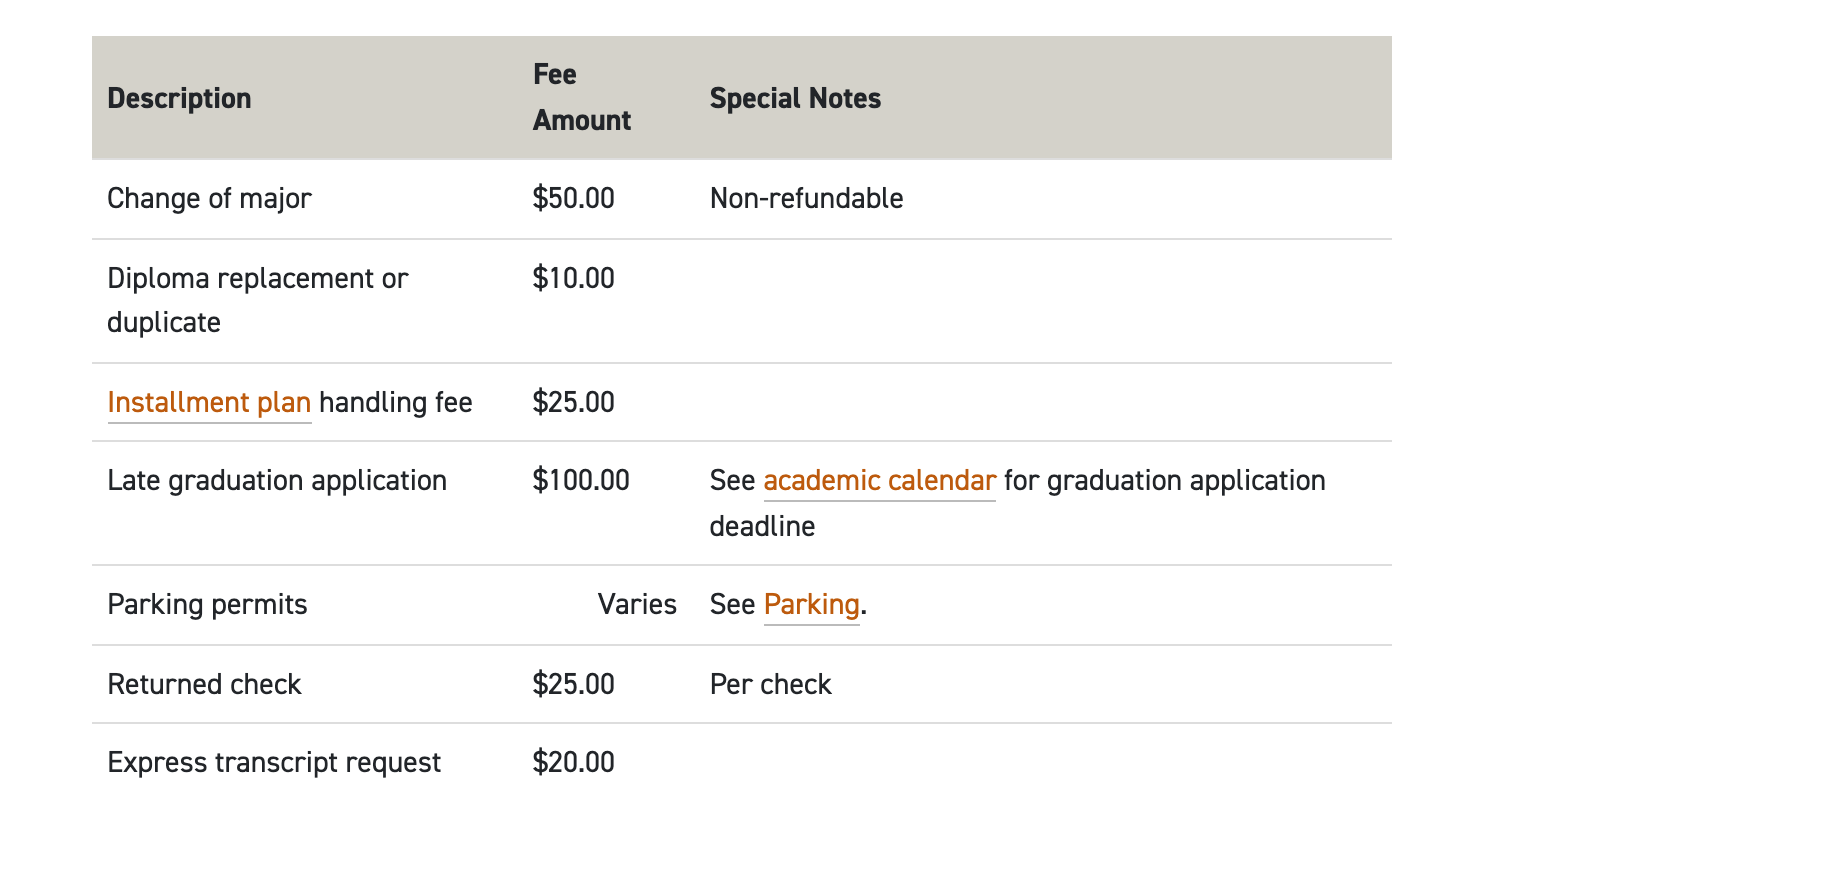 Description Fee Amount Special Notes
Change of major $50.00 Non-refundable
Diploma replacement or duplicate $10.00
Installment plan handling fee $25.00
Late graduation application $100.00 See academic calendar for graduation application deadline
Parking permits Varies See Parking.
Returned check $25.00 Per check
Express transcript request $20.00